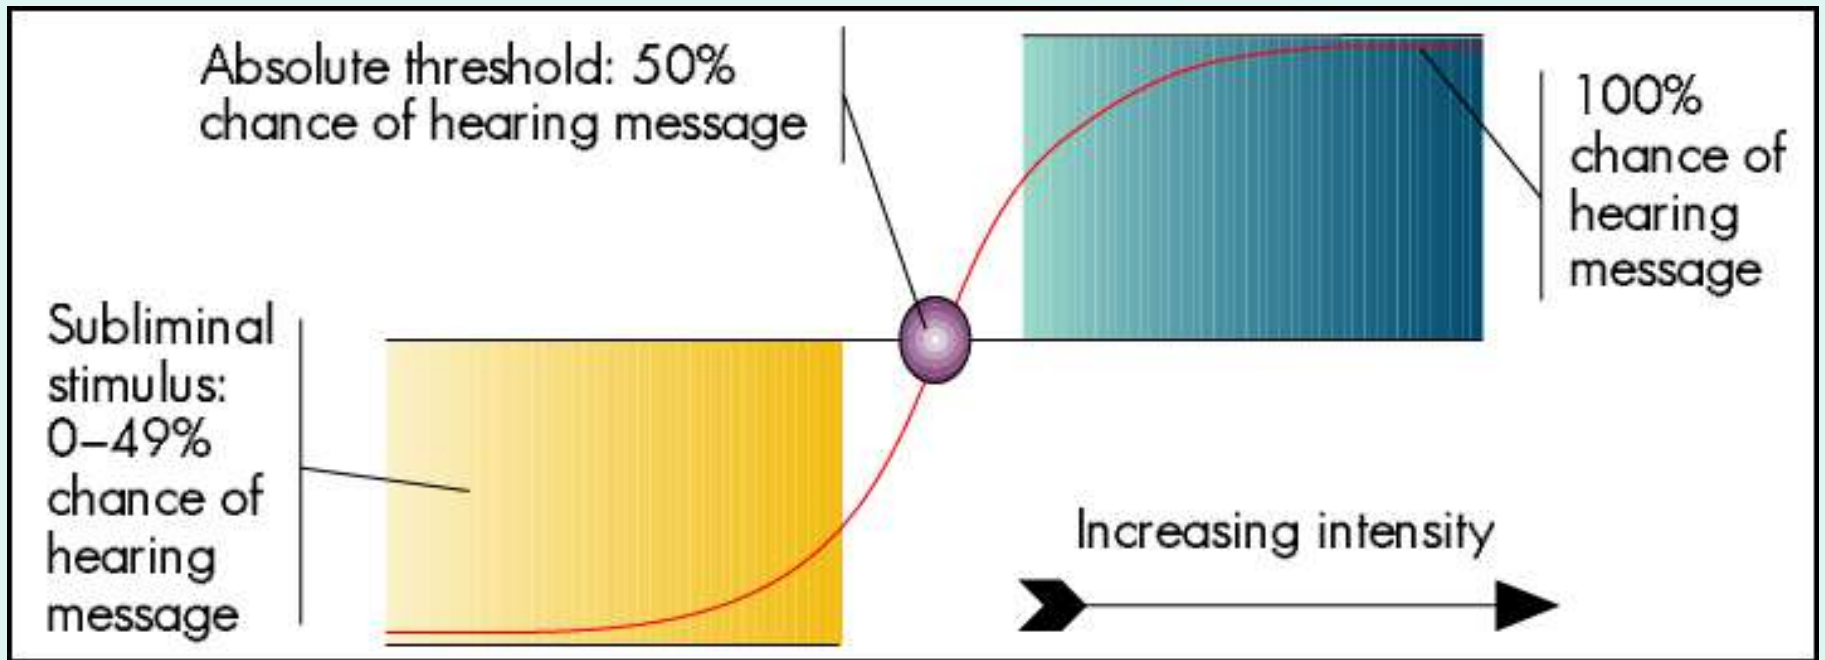 Absolute threshold: 50%
chance of hearing message
100%
chance of
hearing
message
Subliminal
stimulus:
0–49%
chance of
hearing
message
Increasing intensity